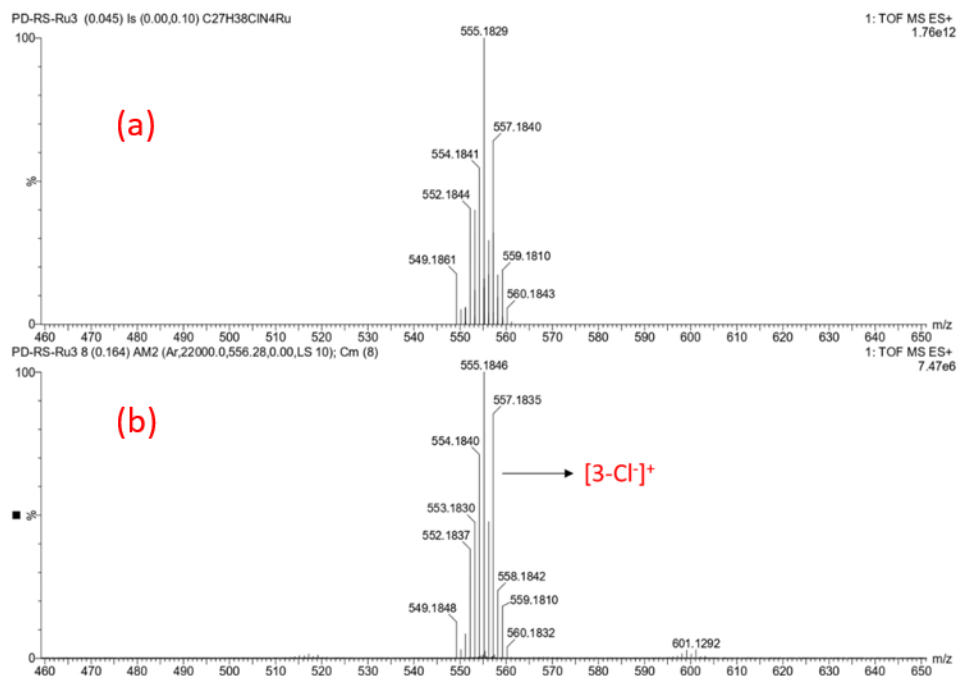 PD-RS-Ru3 (0.045) Is (0.00,0.10) C27H38ClN4Ru
1: TOF MS ES+
1.76e12
100
555.1829
(a)
557.1840
554.1841
%
552.1844
549.1861
559.1810
560.1843
0
m/z
460 470 480 490 500 510 520 530 540 550 560 570 580 590 600 610 620 630 640 650
PD-RS-Ru3 8 (0.164) AM2 (Ar,22000.0,556.28,0.00,LS 10); Cm (8)
1: TOF MS ES+
7.47e6
100
555.1846
557.1835
(b)
554.1840
[3-Cl-]+
553.1830
%
552.1837
558.1842
549.1848
559.1810
560.1832
601.1292
0
m/z
460 470 480 490 500 510 520 530 540 550 560 570 580 590 600 610 620 630 640 650